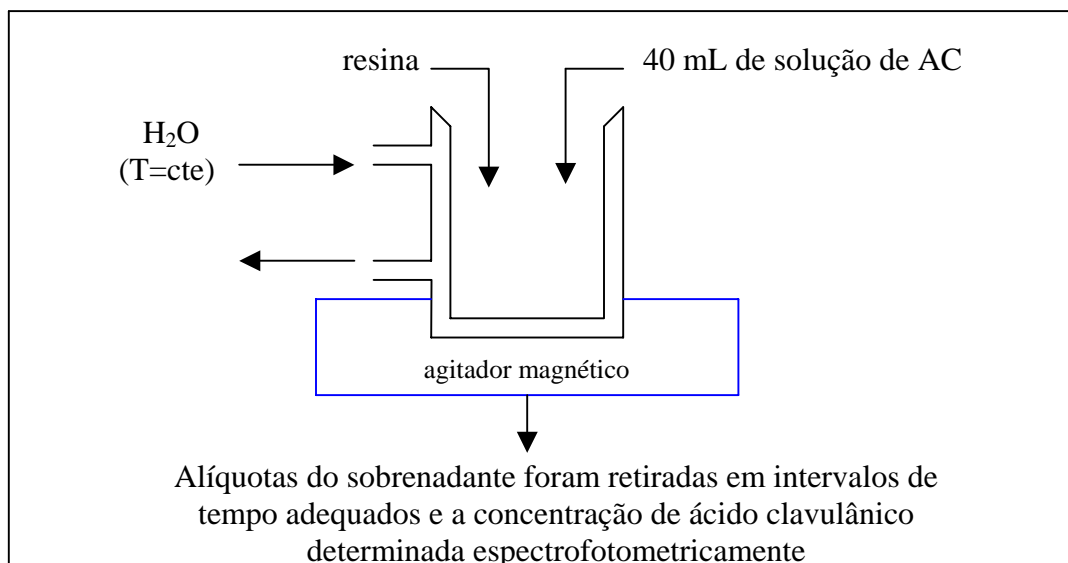 resina
40 mL de solução de AC
H₂O
(T=cte)
agitador magnético
Alíquotas do sobrenadante foram retiradas em intervalos de
tempo adequados e a concentração de ácido clavulânico
determinada espectrofotometricamente